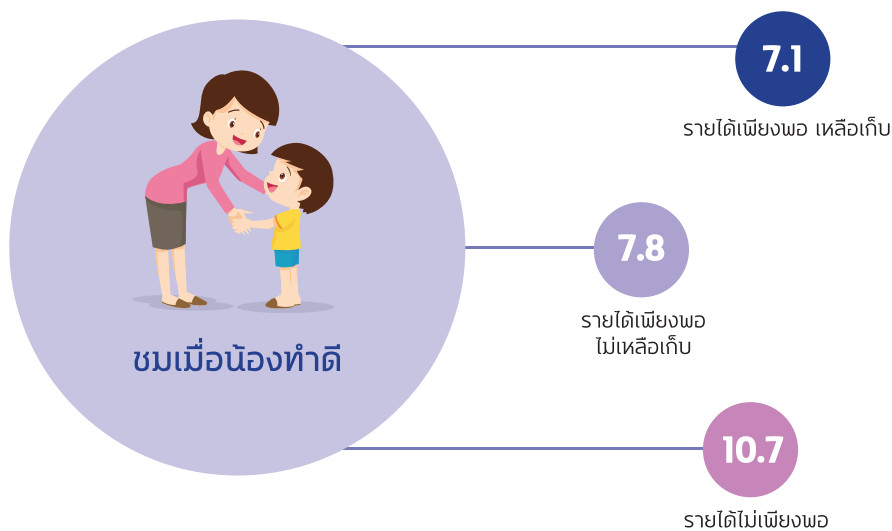 7.1
รายได้เพียงพอ เหลือเก็บ
7.8
รายได้เพียงพอ
ไม่เหลือเก็บ
ชมเมื่อน้องทำดี
10.7
รายได้ไม่เพียงพอ